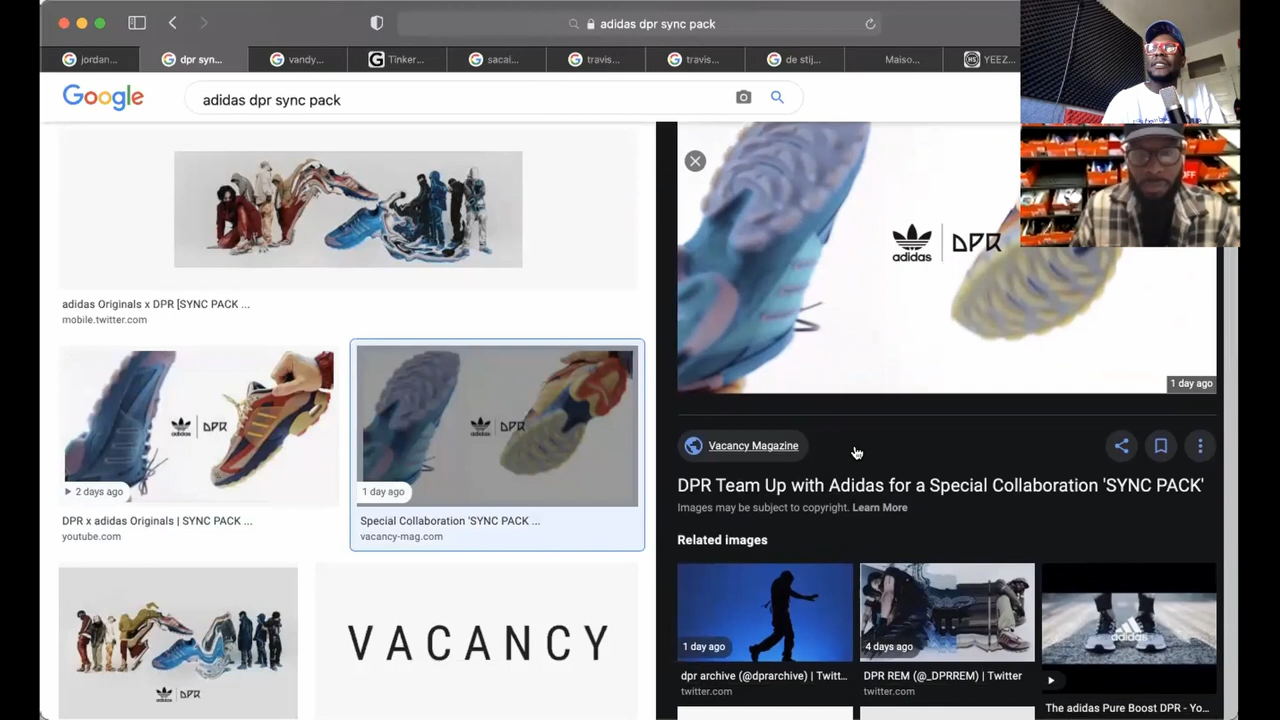 adidas dpr sync pack
jordan...
dpr syn...
vandy...
Tinker...
sacai...
travis...
travis...
de stij...
Maiso...
YEEZ...
Google
adidas dpr sync pack
OFF
adidas
DPR
1 day ago
adidas Originals x DPR [SYNC PACK ...
mobile.twitter.com
adidas
DPR
2 days ago
DPR x adidas Originals | SYNC PACK ...
youtube.com
adidas
DPR
1 day ago
Special Collaboration 'SYNC PACK ...
vacancy-mag.com
Vacancy Magazine
DPR Team Up with Adidas for a Special Collaboration 'SYNC PACK'
Images may be subject to copyright. Learn More
Related images
adidas
DPR
VACANCY
1 day ago
dpr archive (@dprarchive) | Twitt...
twitter.com
4 days ago
DPR REM (@_DPRREM) | Twitter
twitter.com
adidas
The adidas Pure Boost DPR - Yo...